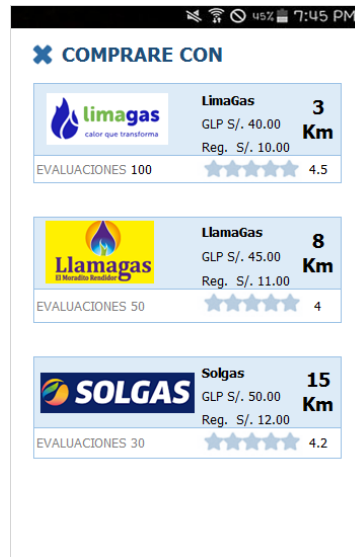 45% 7:45 PM
COMPRARE CON
limagas
calor que transforma
LimaGas
GLP S/. 40.00
Reg. S/. 10.00
3
Km
EVALUACIONES 100
4.5
Llamagas
El Moradito Rendidor
LlamaGas
GLP S/. 45.00
Reg. S/. 11.00
8
Km
EVALUACIONES 50
4
SOLGAS
Solgas
GLP S/. 50.00
Reg. S/. 12.00
15
Km
EVALUACIONES 30
4.2